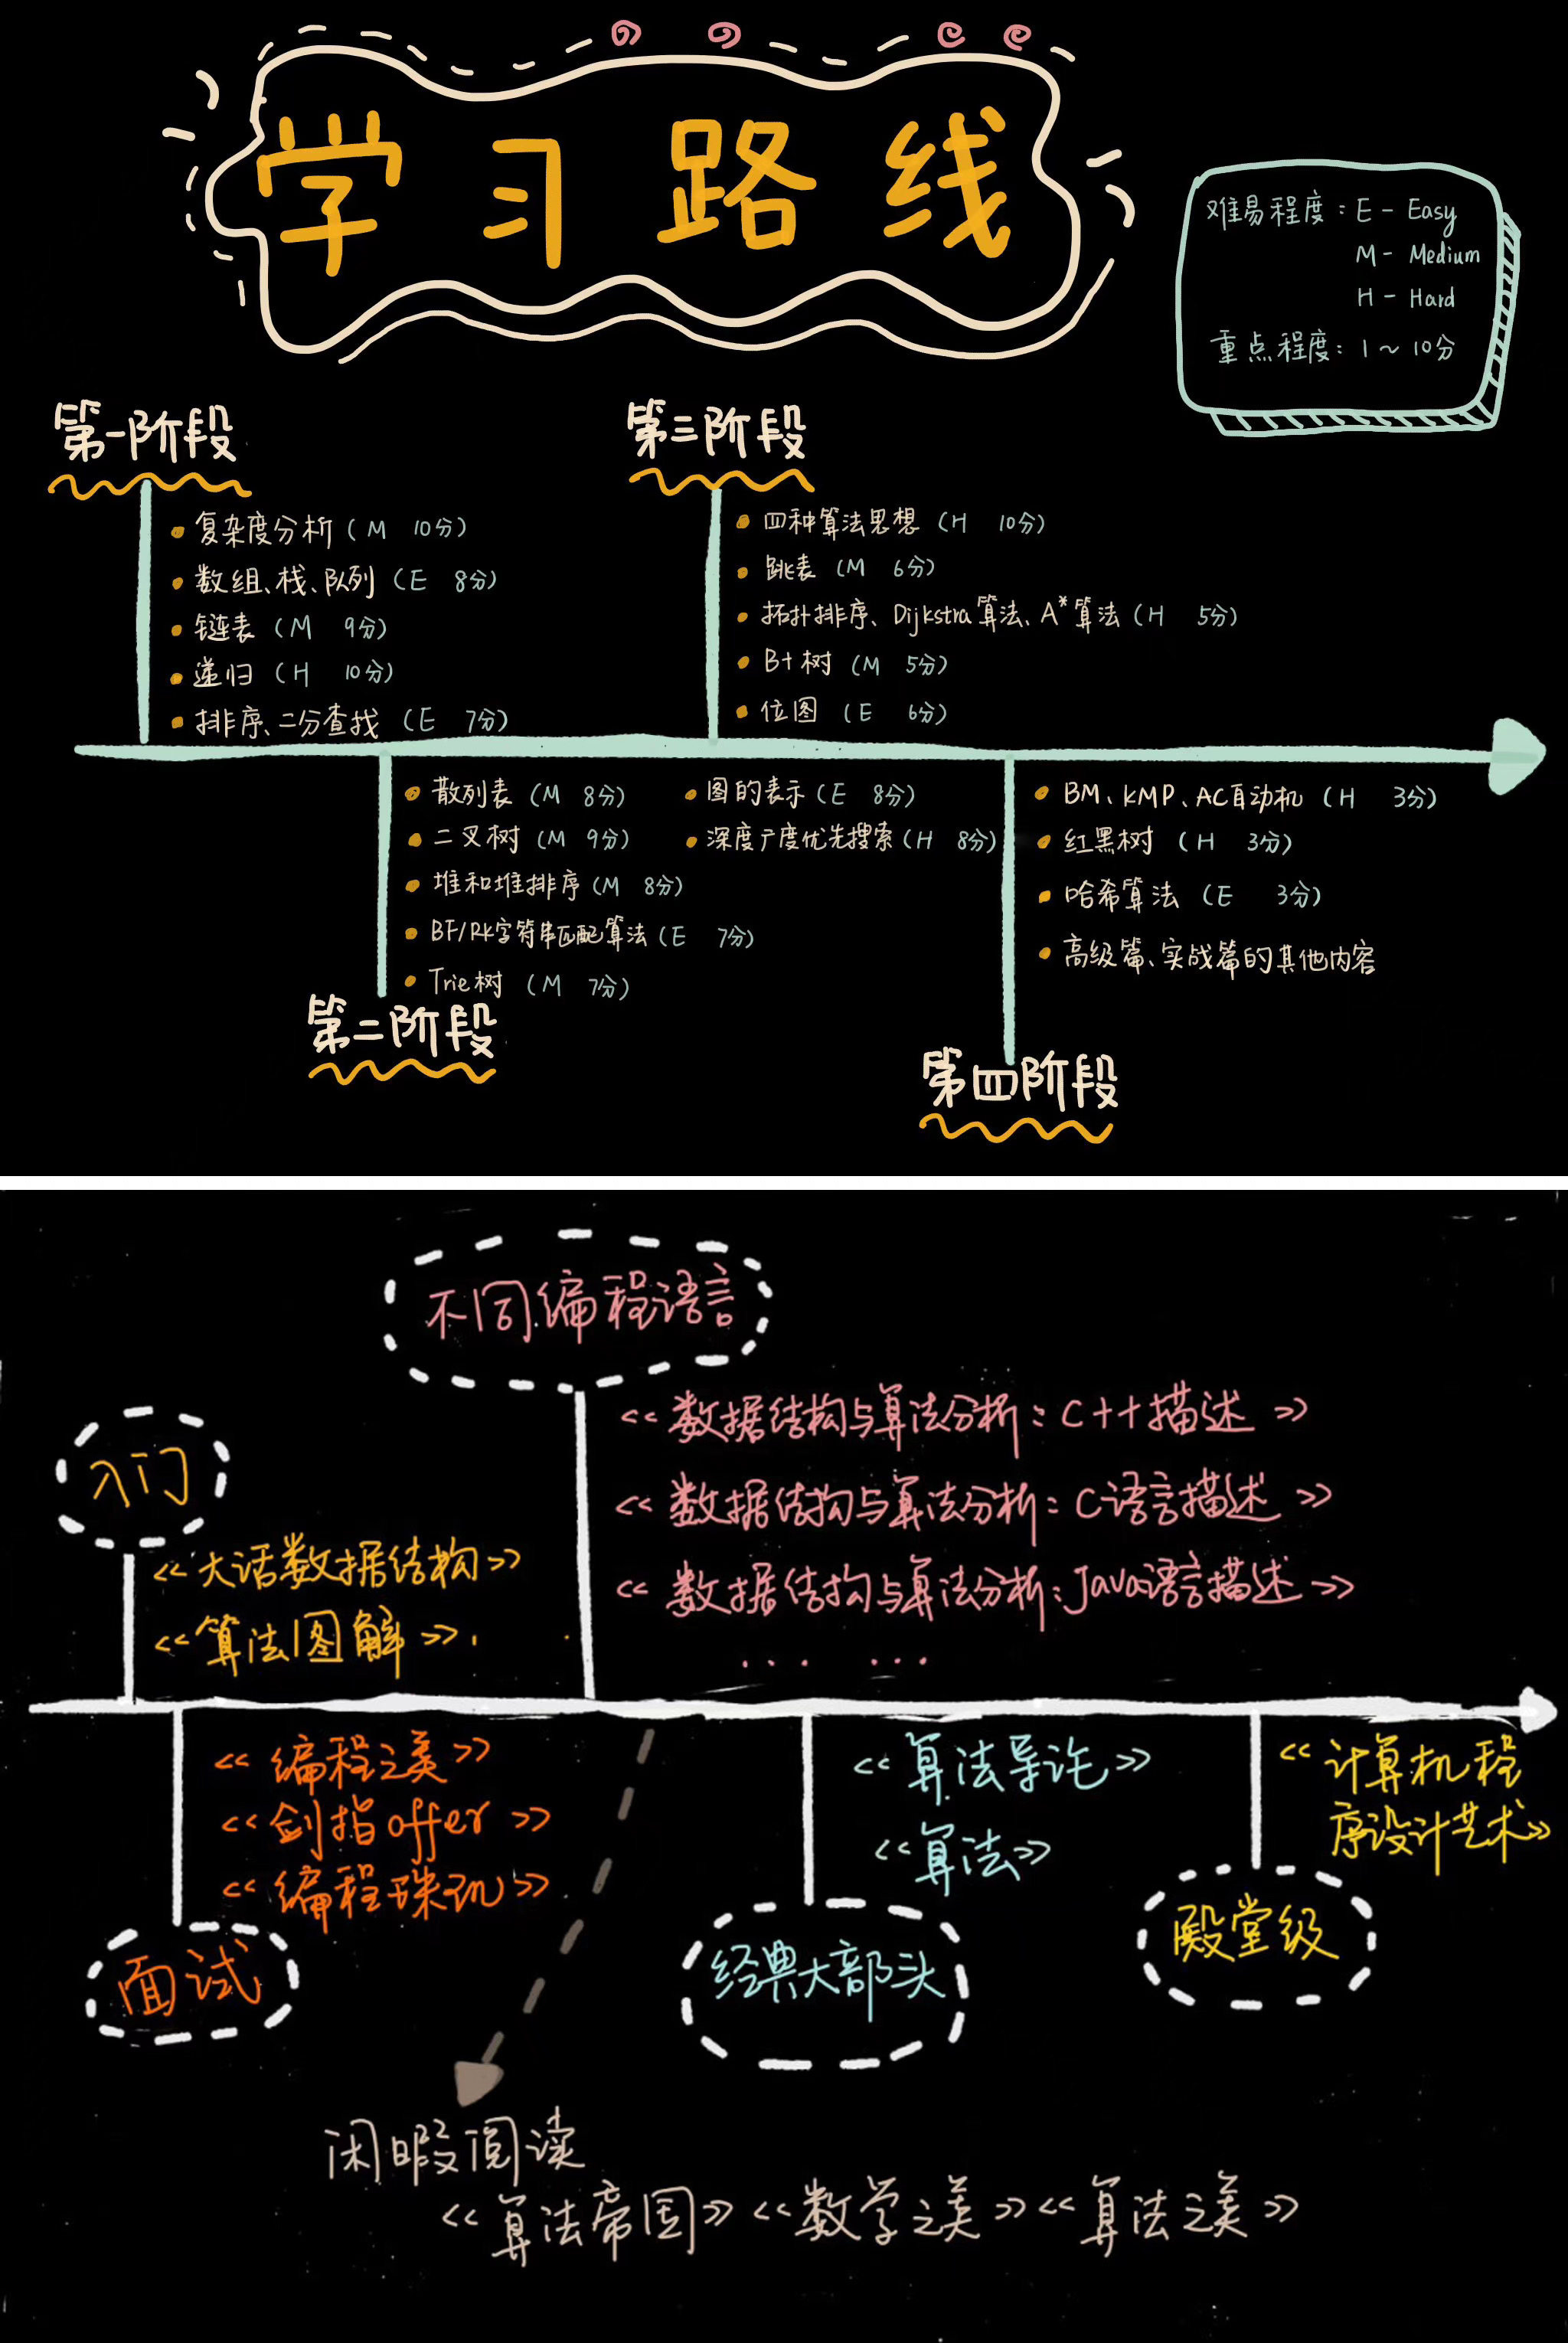 学习路线
难易程度：E - Easy
M - Medium
H - Hard
重点程度：1～10分
第一阶段
复杂度分析（M 10分）
数组、栈、队列（E 8分）
链表（M 9分）
递归（H 10分）
排序、二分查找（E 7分）
第三阶段
四种算法思想（H 10分）
跳表（M 6分）
拓扑排序、Dijkstra算法、A*算法（H 5分）
B+树（M 5分）
位图（E 6分）
散列表（M 8分）
二叉树（M 9分）
堆和堆排序（M 8分）
BF/RK字符串匹配算法（E 7分）
Trie树（M 7分）
图的表示（E 8分）
深度广度优先搜索（H 8分）
第二阶段
BM、KMP、AC自动机（H 3分）
红黑树（H 3分）
哈希算法（E 3分）
高级篇、实战篇的其他内容
第四阶段
不同编程语言
<<数据结构与算法分析：C++描述>>
<<数据结构与算法分析：C语言描述>>
<<数据结构与算法分析：Java语言描述>>
... ...
入门
<<大话数据结构>>
<<算法图解>>
<<编程之美>>
<<剑指offer>>
<<编程珠玑>>
面试
<<算法导论>>
<<算法>>
经典大部头
<<计算机程
序设计艺术>>
殿堂级
闲暇阅读
<<算法帝国>><<数学之美>><<算法之美>>